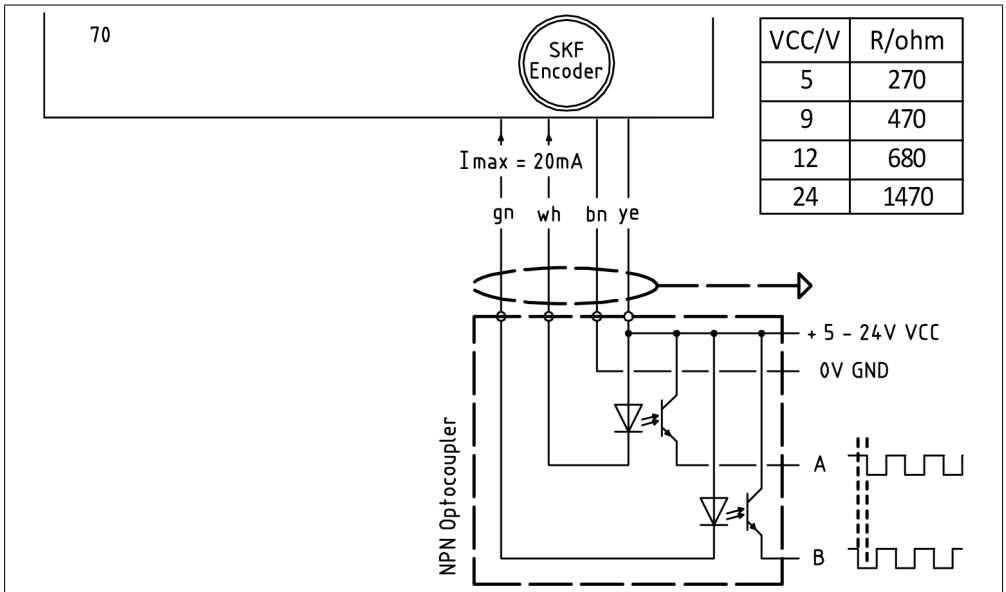 70
SKF
Encoder
VCC/V R/ohm
5 270
9 470
12 680
24 1470
Imax = 20mA
gn wh bn ye
+ 5 - 24V VCC
0V GND
NPN Optocoupler
A
B